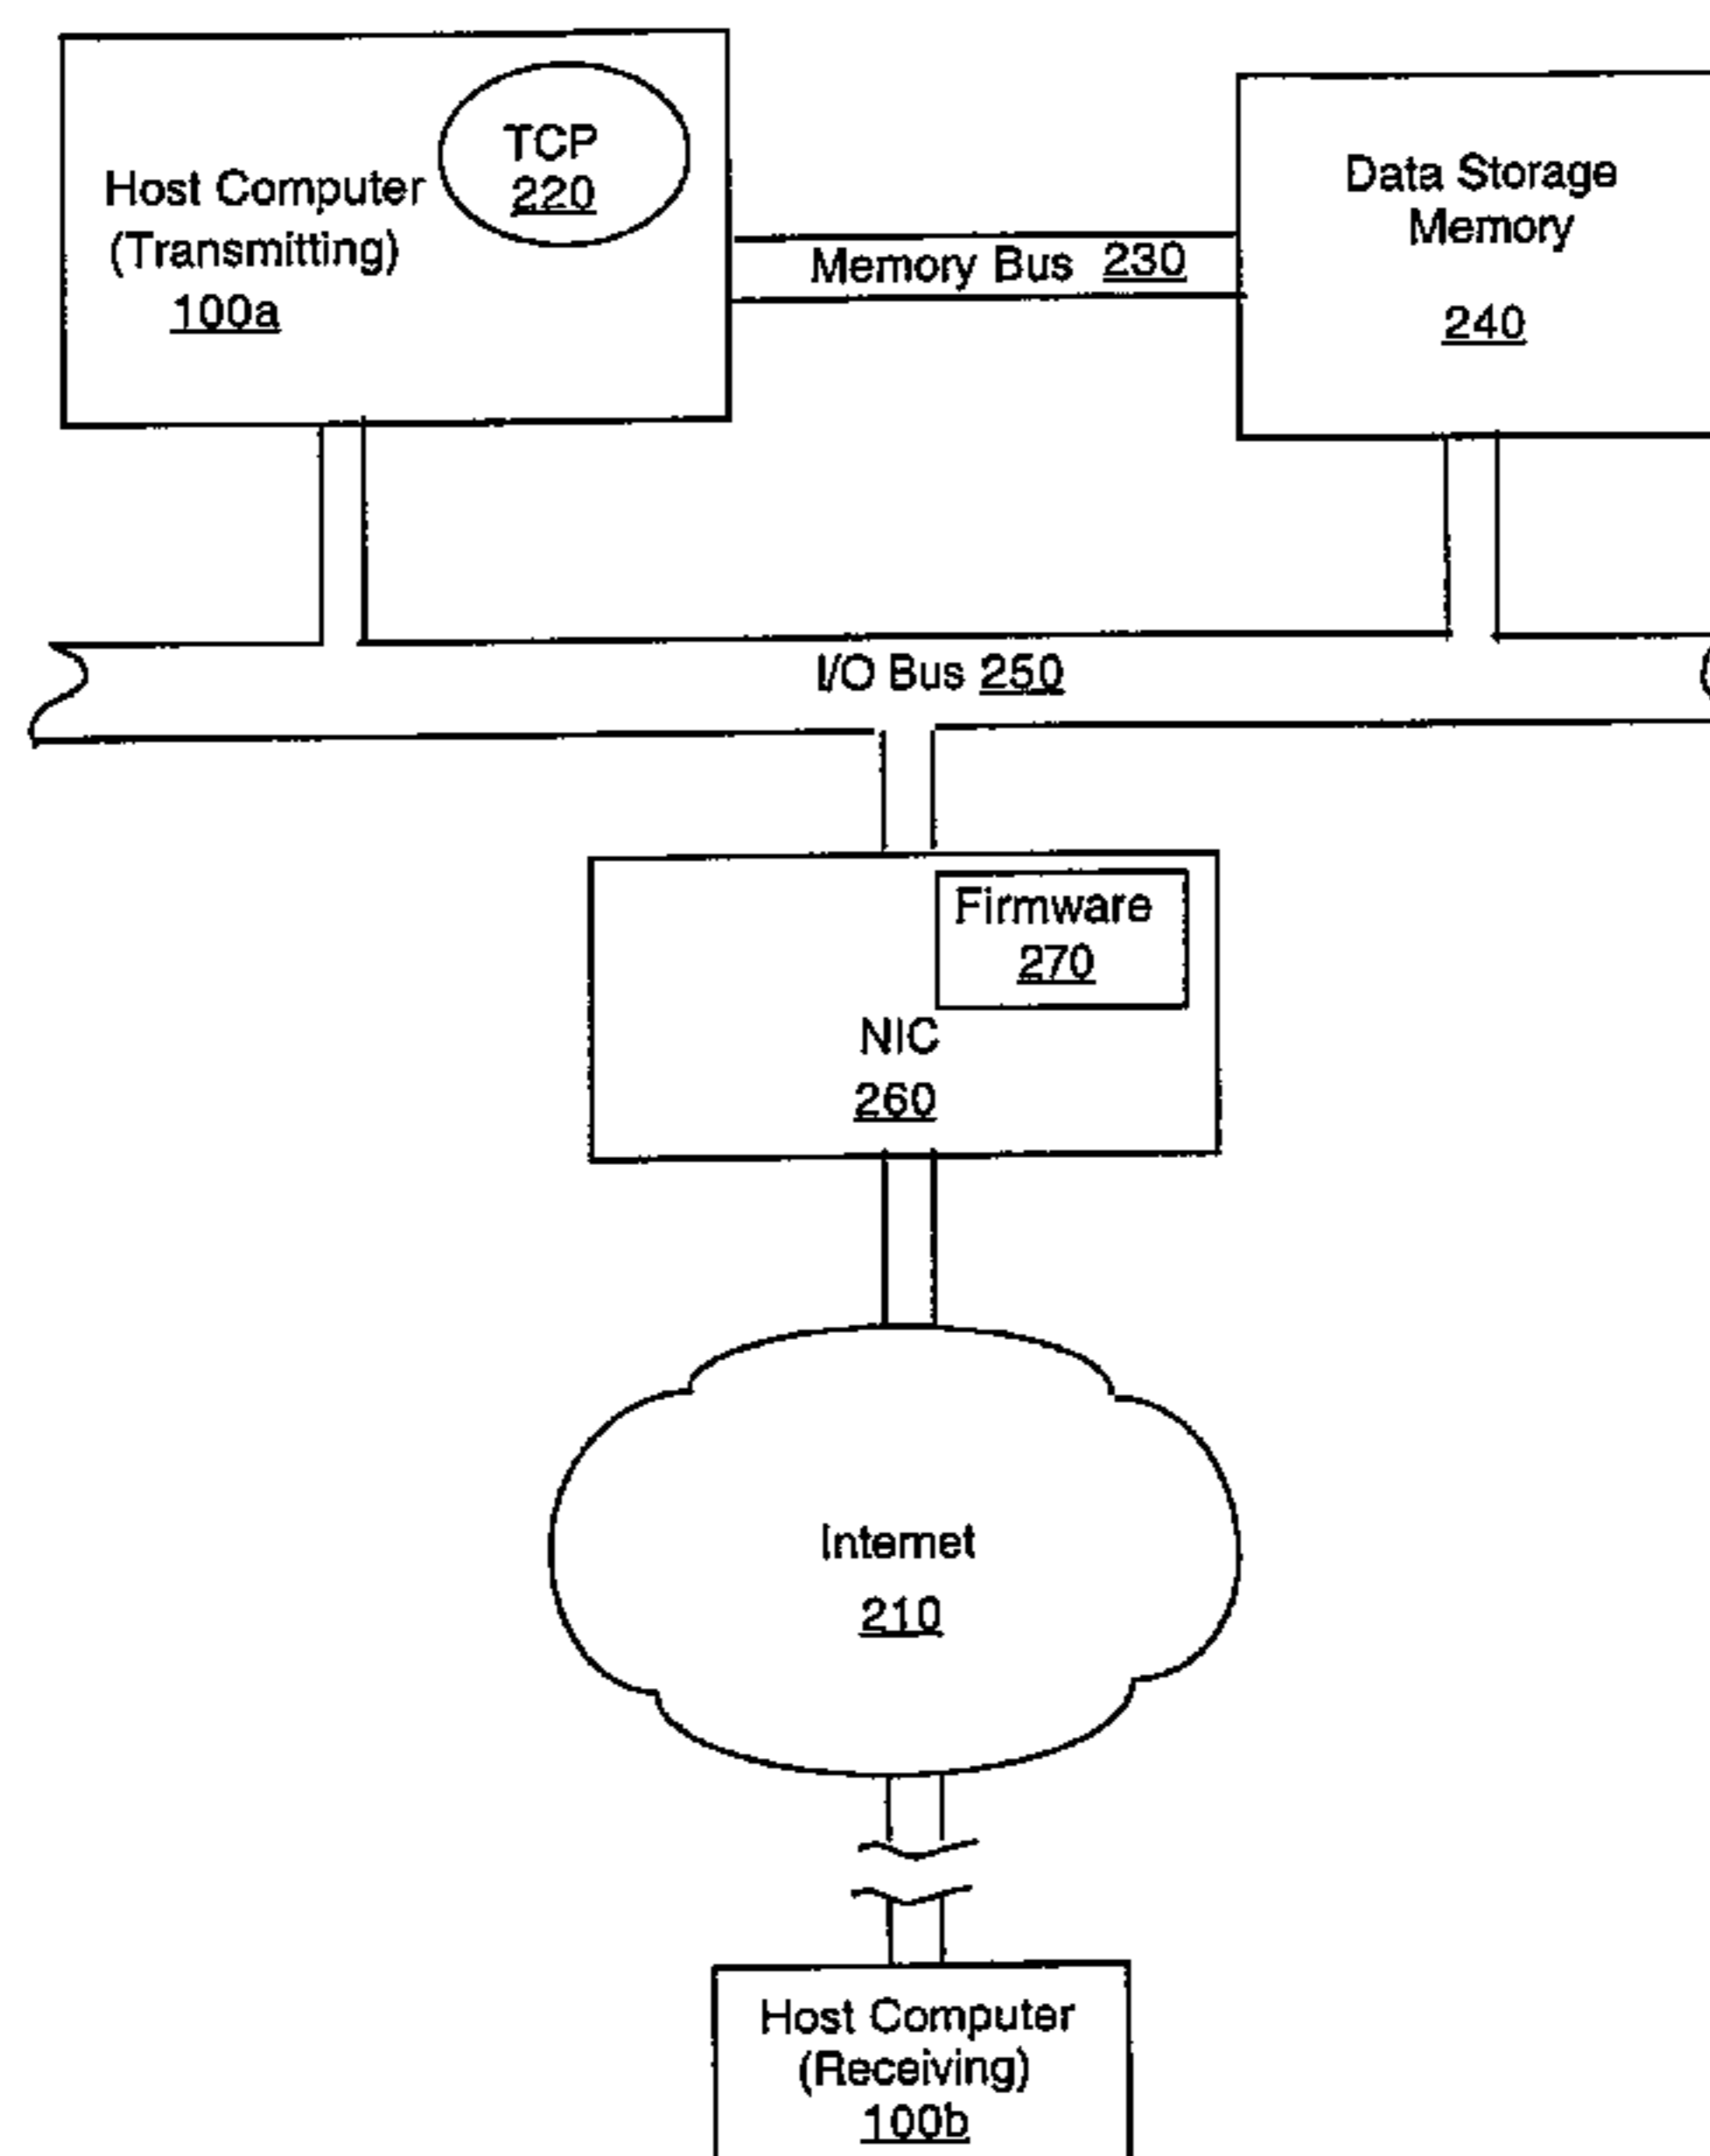 TCP
220
Host Computer
(Transmitting)
100a
Memory Bus 230
Data Storage
Memory
240
I/O Bus 250
Firmware
270
NIC
260
Internet
210
Host Computer
(Receiving)
100b